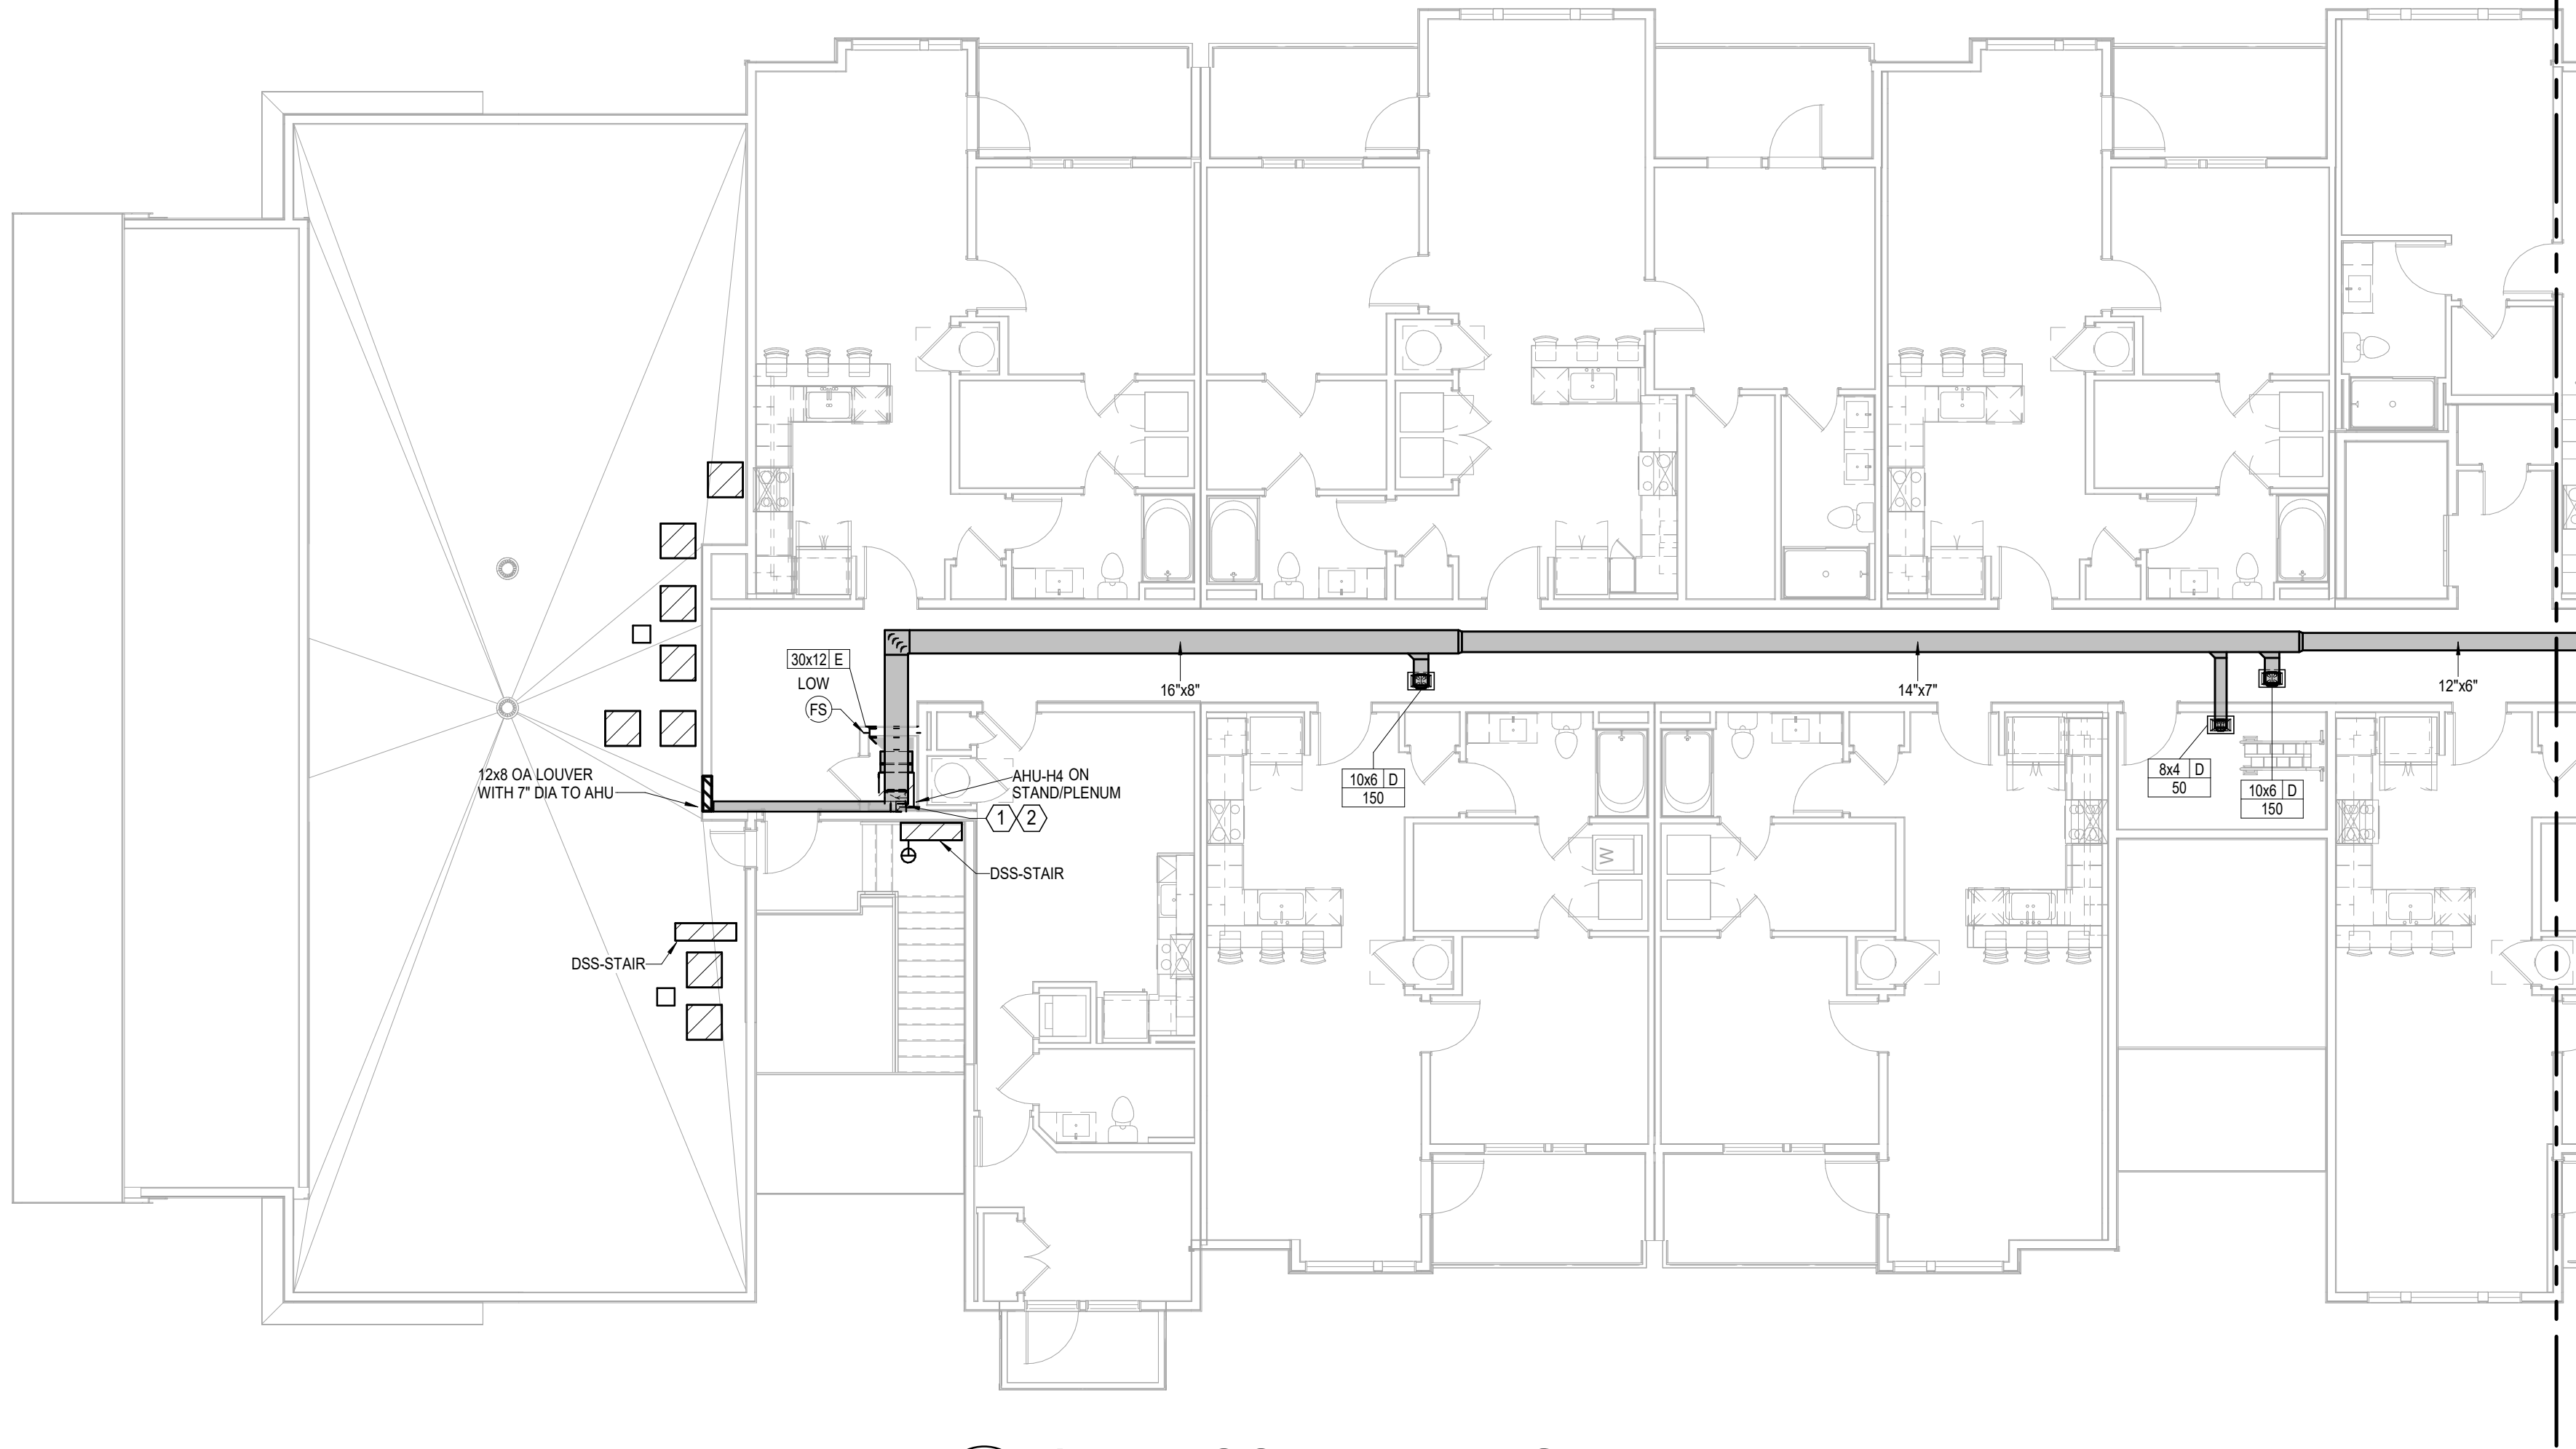 30x12 E
LOW
FS
16"x8"
14"x7"
12"x6"
12x8 OA LOUVER
WITH 7" DIA TO AHU
AHU-H4 ON
STAND/PLENUM
1 2
10x6 D
150
8x4 D
50
10x6 D
150
DSS-STAIR
W
DSS-STAIR